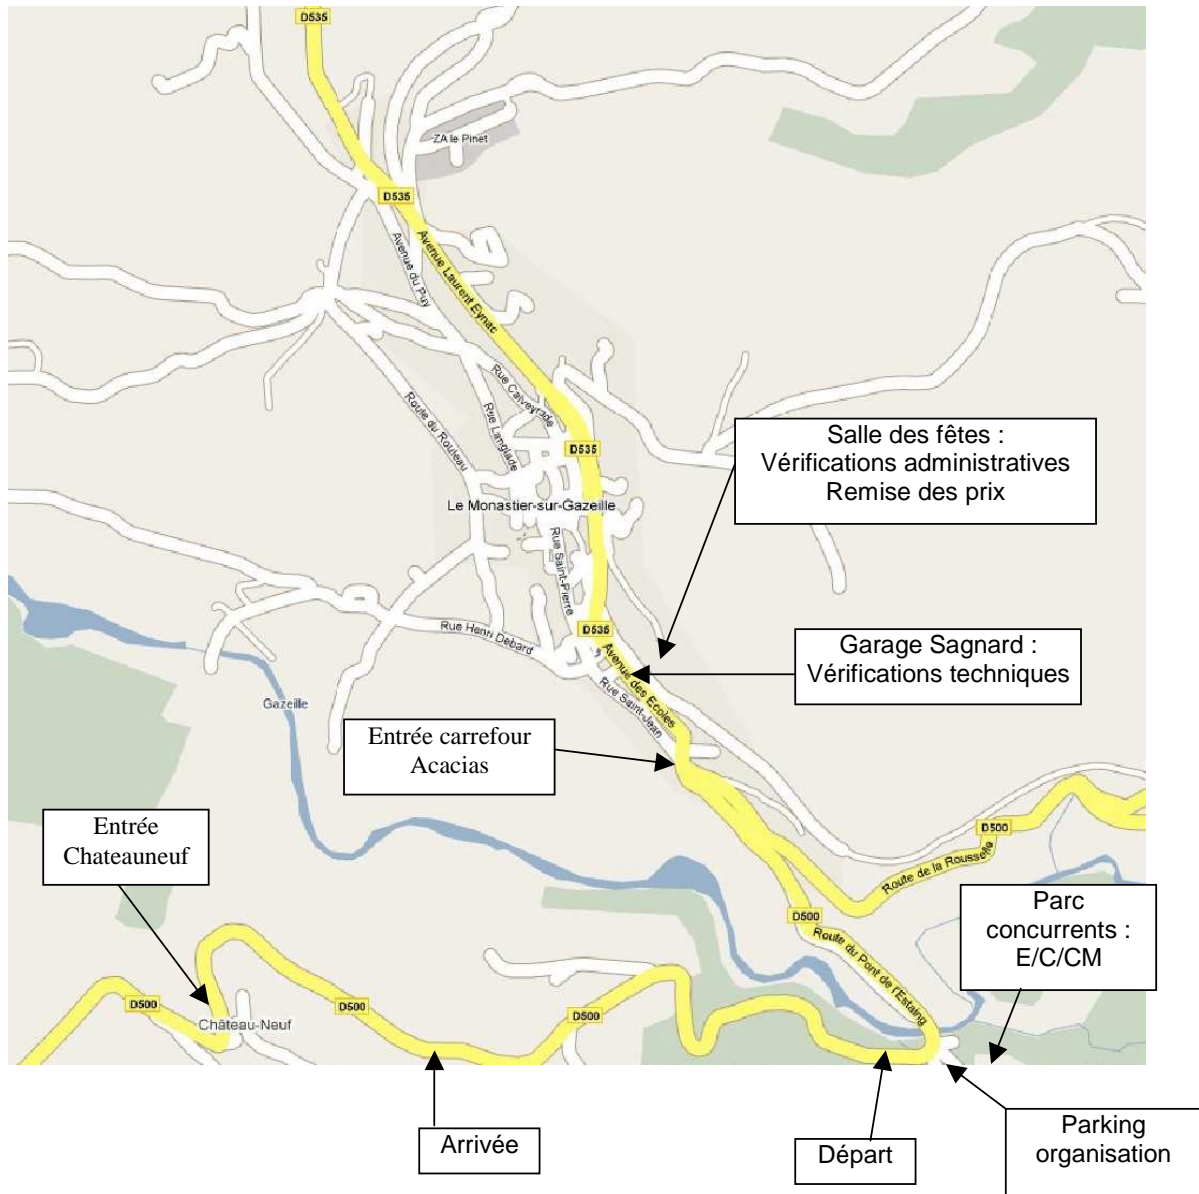 D535
ZA le Pinet
D535
Avenue du Puy
Avenue Laurent Eynac
Rue Calveyrade
Route du Rouleau
Rue Langlade
D535
Salle des fêtes :
Vérifications administratives
Remise des prix
Le Monastier-sur-Gazeille
Rue Saint-Pierre
Rue Henri Debard
D535
Avenue des Ecoles
Garage Sagnard :
Vérifications techniques
Rue Saint-Jean
Gazeille
Entrée carrefour
Acacias
Entrée
Chateauneuf
D500
Route de la Rousselle
Parc
concurrents :
E/C/CM
D500
Route du Pont de l'Estaing
D500
D500
D500
Château-Neuf
Arrivée
Départ
Parking
organisation